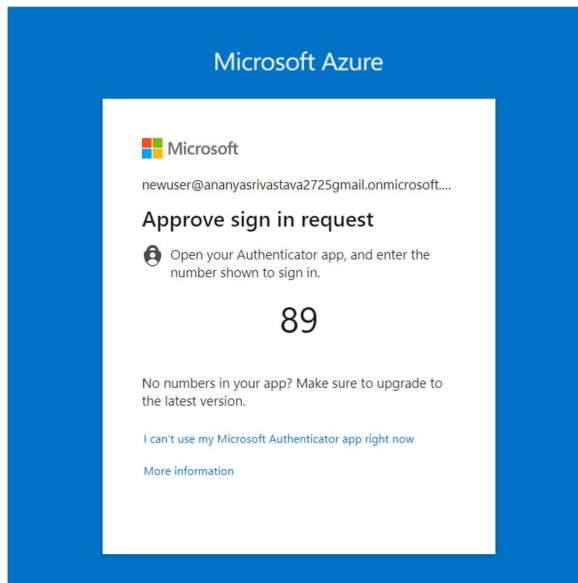 Microsoft Azure
Microsoft
newuser@ananyasrivastava2725gmail.onmicrosoft....
Approve sign in request
Open your Authenticator app, and enter the
number shown to sign in.
89
No numbers in your app? Make sure to upgrade to
the latest version.
I can't use my Microsoft Authenticator app right now
More information